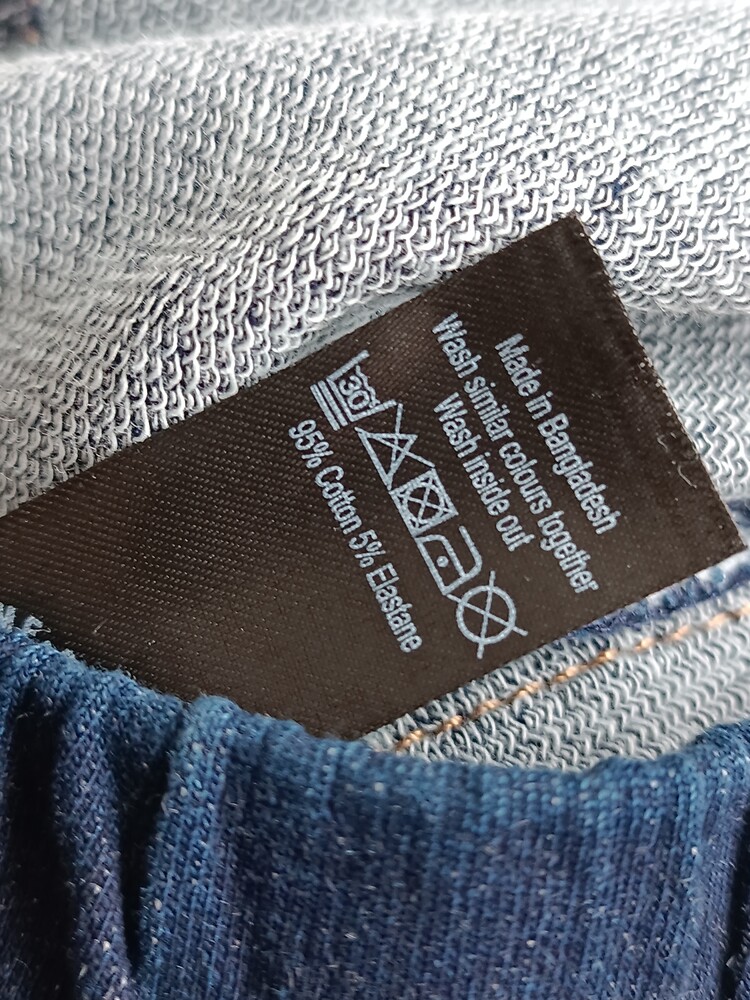 95% Cotton 5% Elastane
30
Wash inside out
Wash similar colours together
Made in Bangladesh